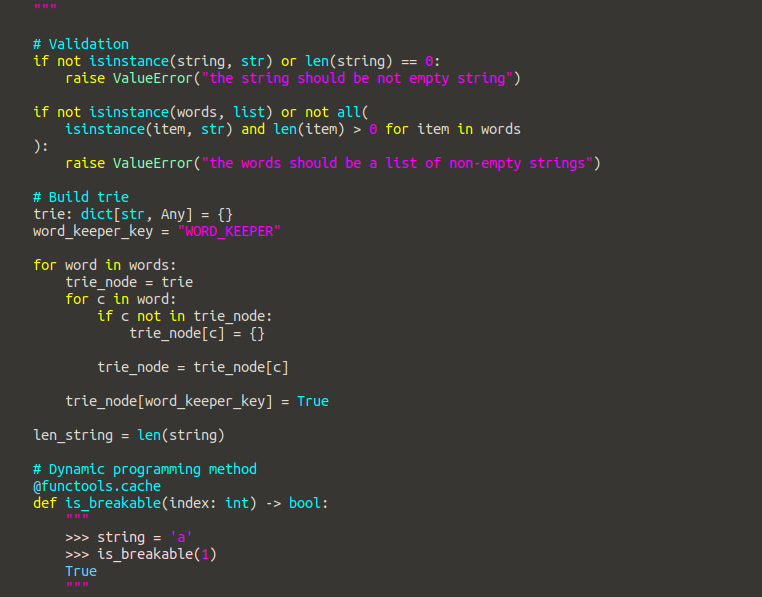 """
# Validation
if not isinstance(string, str) or len(string) == 0:
raise ValueError("the string should be not empty string")
if not isinstance(words, list) or not all(
isinstance(item, str) and len(item) > 0 for item in words
):
raise ValueError("the words should be a list of non-empty strings")
# Build trie
trie: dict[str, Any] = {}
word_keeper_key = "WORD_KEEPER"
for word in words:
trie_node = trie
for c in word:
if c not in trie_node:
trie_node[c] = {}
trie_node = trie_node[c]
trie_node[word_keeper_key] = True
len_string = len(string)
# Dynamic programming method
@functools.cache
def is_breakable(index: int) -> bool:
"""
>>> string = 'a'
>>> is_breakable(1)
True
"""